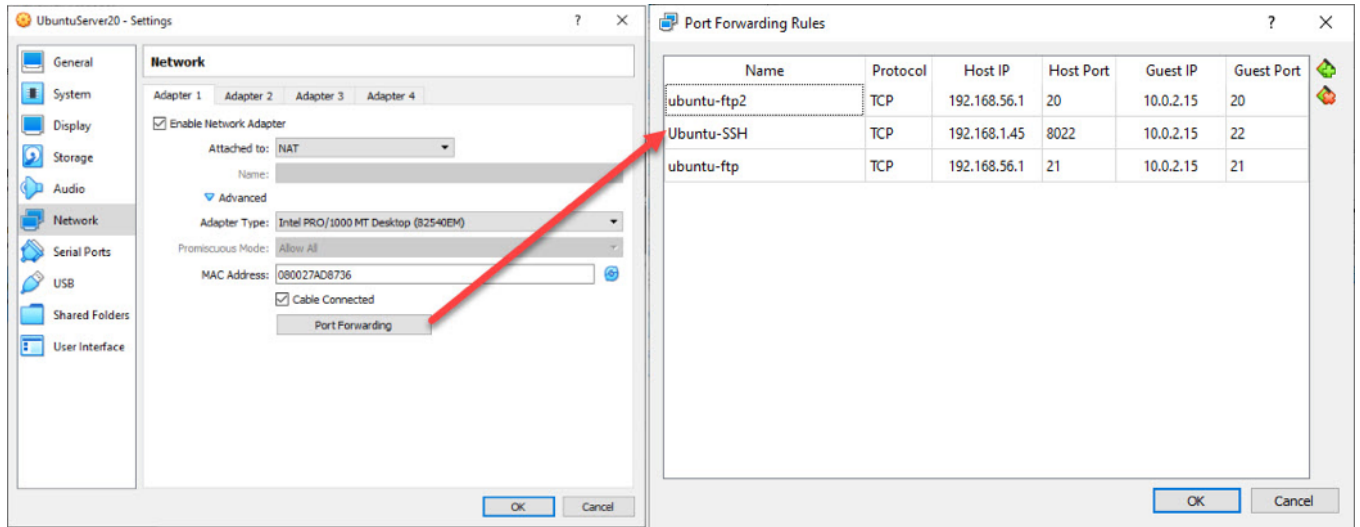 UbuntuServer20 - Settings ? ×
General
System
Display
Storage
Audio
Network
Serial Ports
USB
Shared Folders
User Interface
Network
Adapter 1 Adapter 2 Adapter 3 Adapter 4
Enable Network Adapter
Attached to: NAT
Name:
Advanced
Adapter Type: Intel PRO/1000 MT Desktop (82540EM)
Promiscuous Mode: Allow All
MAC Address: 080027AD8736
Cable Connected
Port Forwarding
OK Cancel
Port Forwarding Rules ? ×
Name Protocol Host IP Host Port Guest IP Guest Port
ubuntu-ftp2 TCP 192.168.56.1 20 10.0.2.15 20
Ubuntu-SSH TCP 192.168.1.45 8022 10.0.2.15 22
ubuntu-ftp TCP 192.168.56.1 21 10.0.2.15 21
OK Cancel